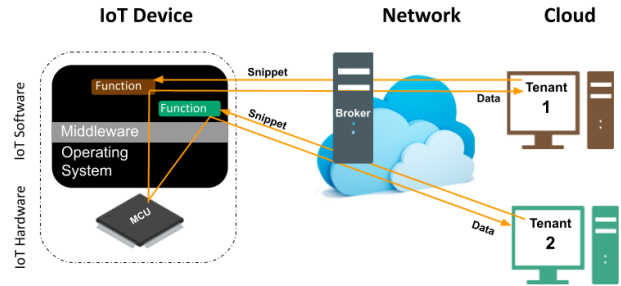 IoT Device
Network
Cloud
IoT Software
IoT Hardware
Function
Function
Middleware
Operating
System
MCU
Snippet
Data
Snippet
Data
Broker
Tenant
1
Tenant
2